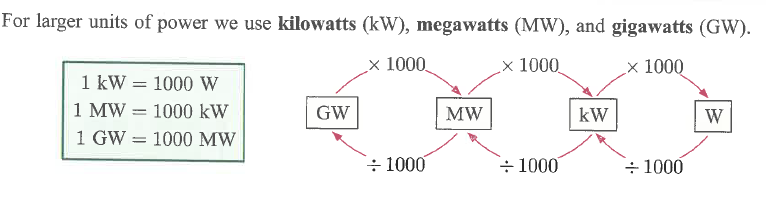 For larger units of power we use kilowatts (kW), megawatts (MW), and gigawatts (GW).
1 kW = 1000 W
1 MW = 1000 kW
1 GW = 1000 MW
× 1000 × 1000 × 1000
GW MW kW W
÷ 1000 ÷ 1000 ÷ 1000